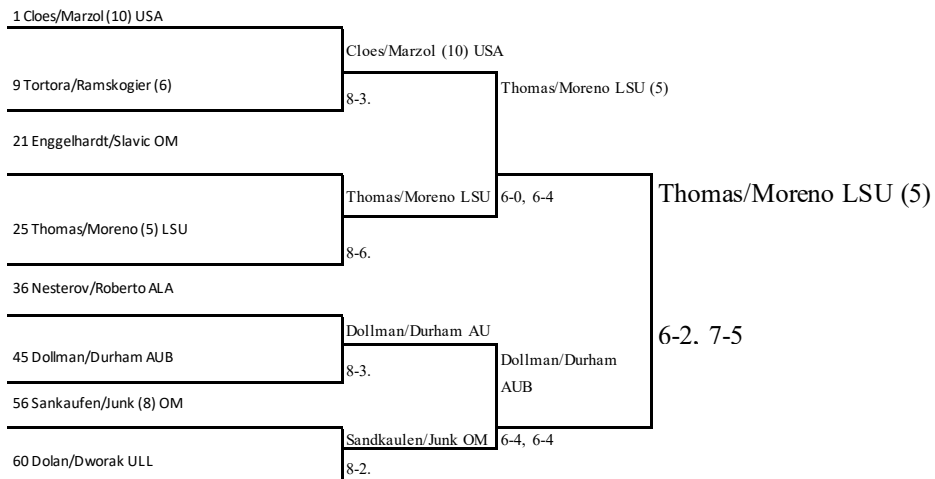 1 Cloes/Marzol (10) USA
Cloes/Marzol (10) USA
9 Tortora/Ramskogier (6)
Thomas/Moreno LSU (5)
8-3.
21 Enggelhardt/Slavic OM
Thomas/Moreno LSU
6-0, 6-4
Thomas/Moreno LSU (5)
25 Thomas/Moreno (5) LSU
8-6.
36 Nesterov/Roberto ALA
Dollman/Durham AU
6-2, 7-5
45 Dollman/Durham AUB
Dollman/Durham
AUB
8-3.
56 Sankaufen/Junk (8) OM
Sandkaulen/Junk OM
6-4, 6-4
60 Dolan/Dworak ULL
8-2.